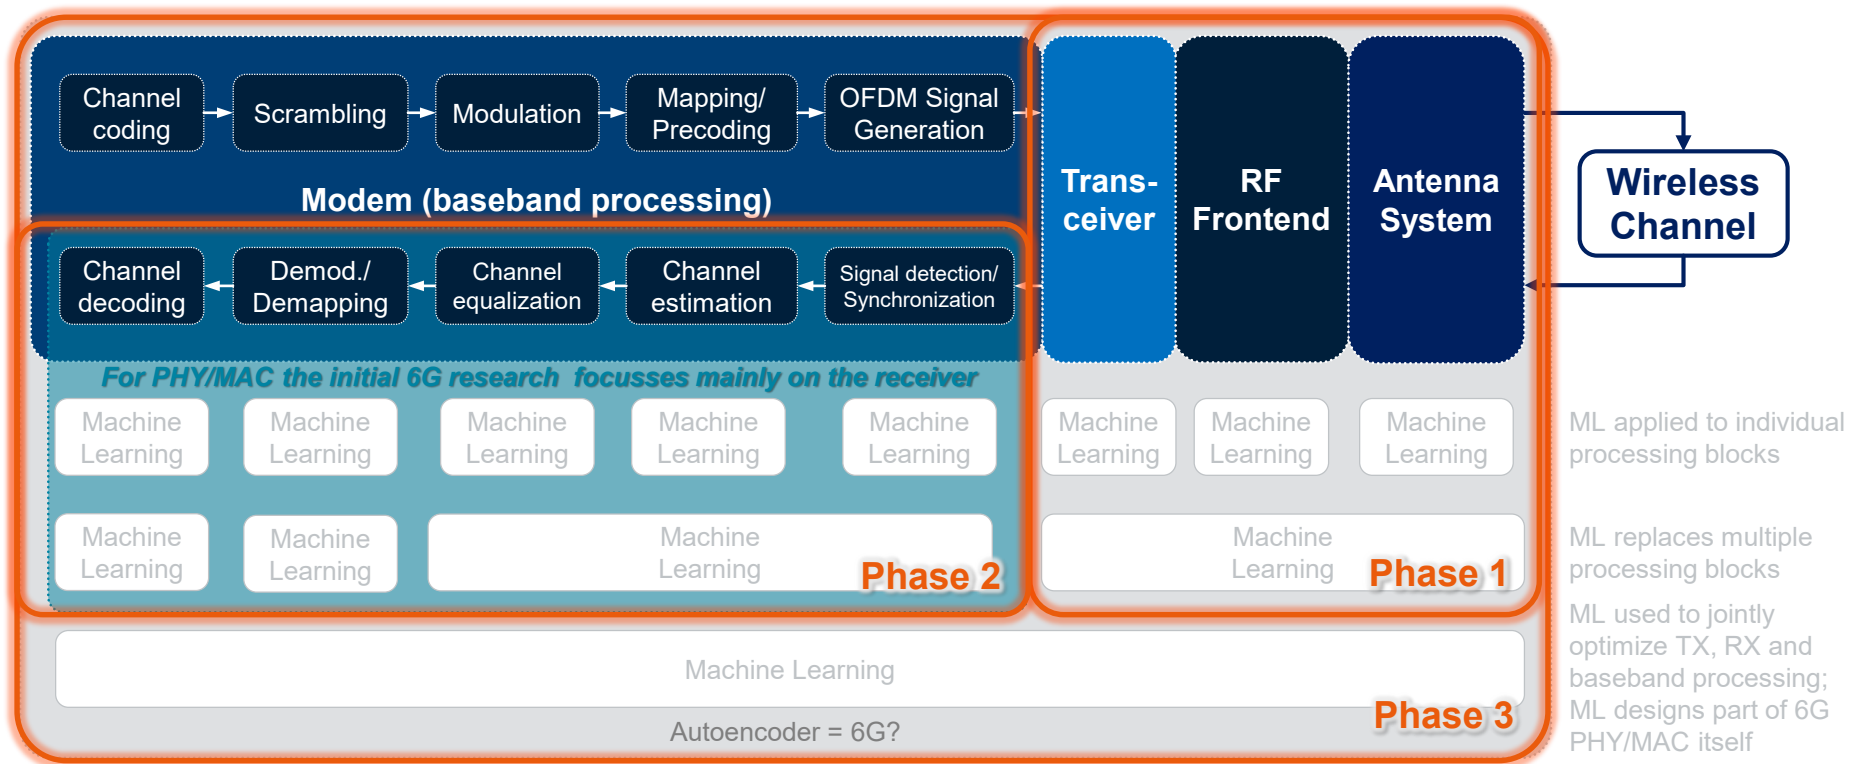 Channel
coding
Scrambling
Modulation
Mapping/
Precoding
OFDM Signal
Generation
Modem (baseband processing)
Trans-
ceiver
RF
Frontend
Antenna
System
Wireless
Channel
Channel
decoding
Demod./
Demapping
Channel
equalization
Channel
estimation
Signal detection/
Synchronization
For PHY/MAC the initial 6G research focusses mainly on the receiver
Machine
Learning
Machine
Learning
Machine
Learning
Machine
Learning
Machine
Learning
Machine
Learning
Machine
Learning
Machine
Learning
ML applied to individual
processing blocks
Machine
Learning
Machine
Learning
Machine
Learning
Phase 2
Machine
Learning
Phase 1
ML replaces multiple
processing blocks
Machine Learning
Phase 3
Autoencoder = 6G?
ML used to jointly
optimize TX, RX and
baseband processing;
ML designs part of 6G
PHY/MAC itself